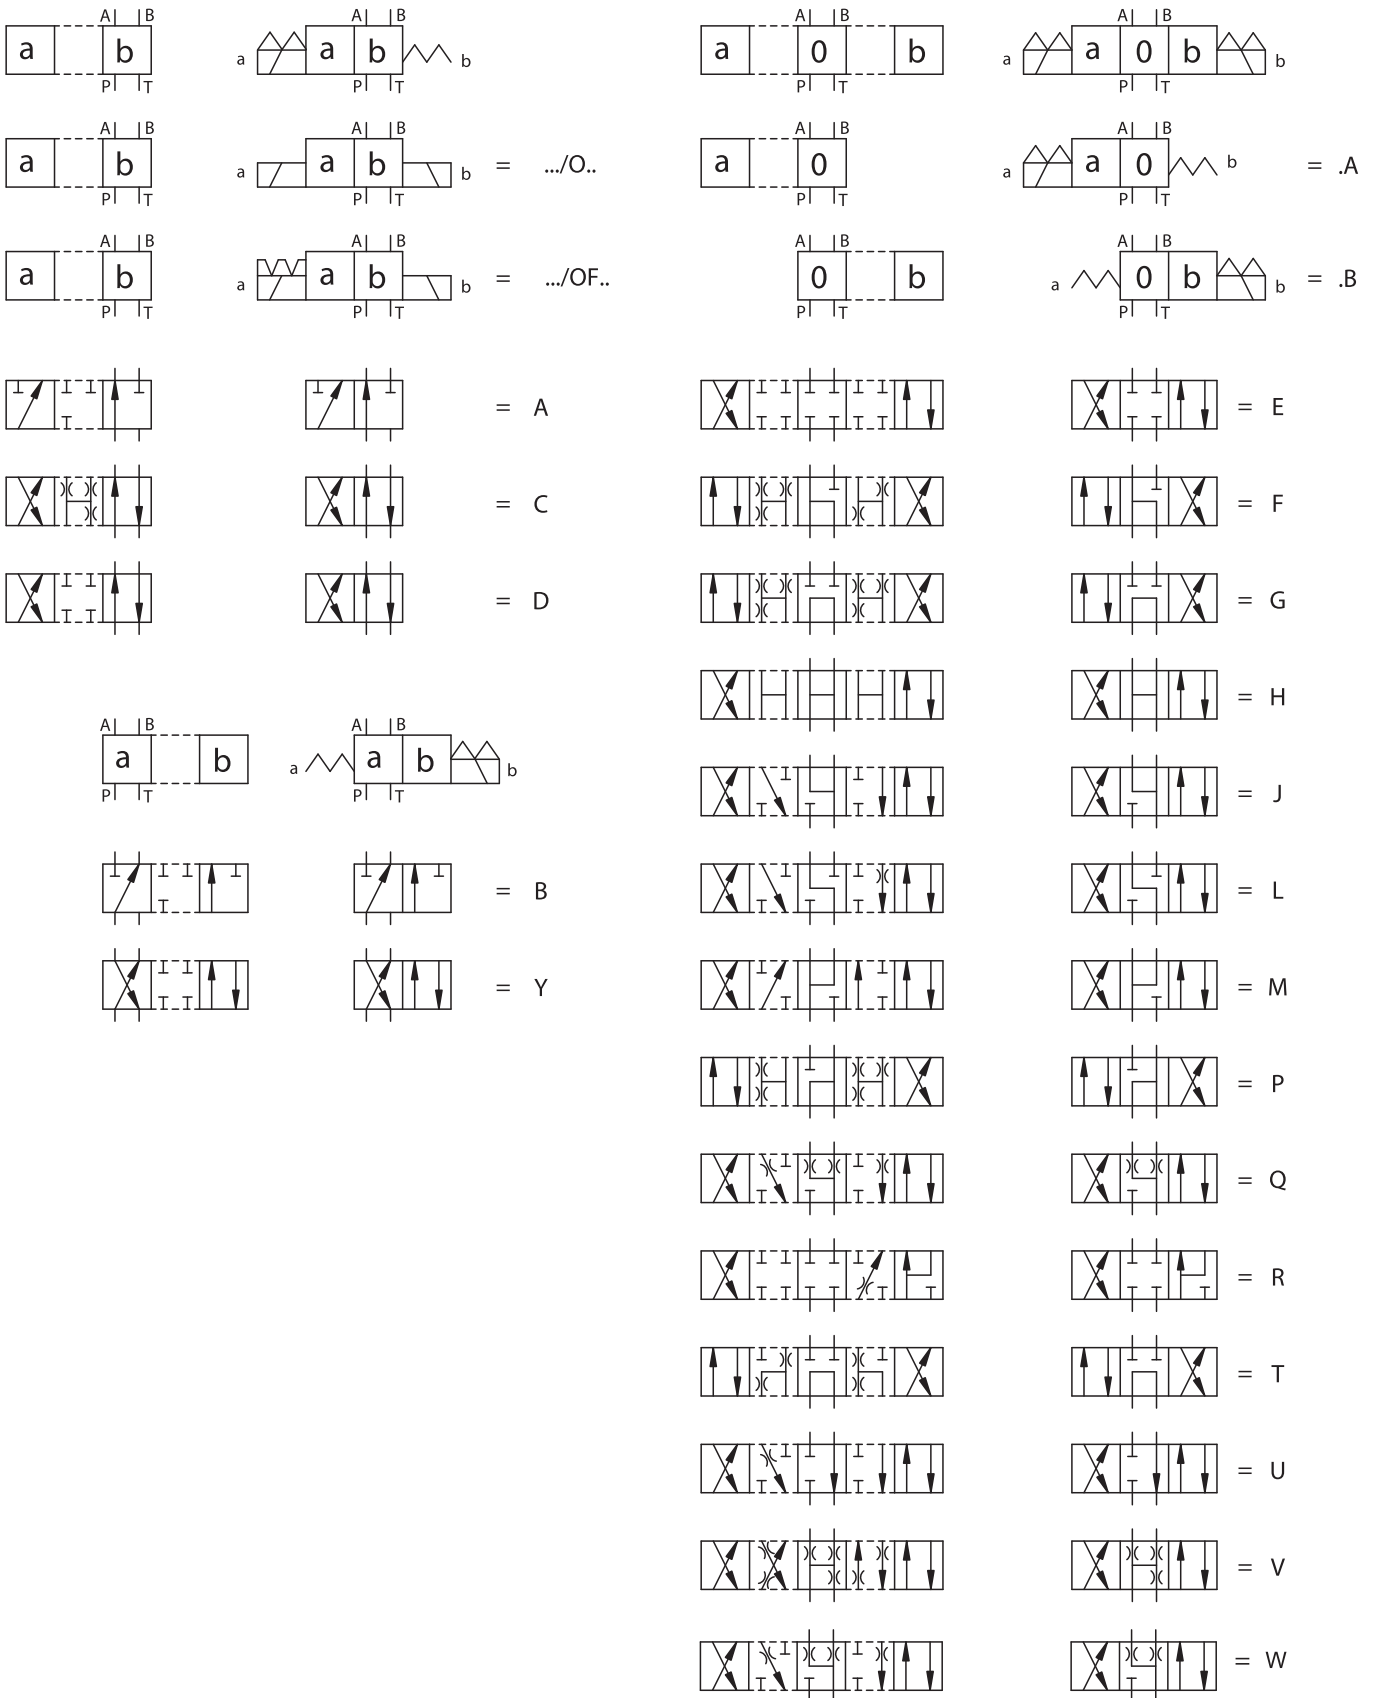 A B A B A B A B
a b a a b b a 0 b a a 0 b b
P T P T P T P T
A B A B A B A B
a b a a b b = .../O.. a 0 a a 0 b = .A
P T P T P T P T
A B A B A B A B
a b a a b b = .../OF.. 0 b a 0 b b = .B
P T P T P T P T
= A = E
= C = F
= D = G
= H
A B A B
a b a a b b
P T P T
= J
= B = L
= Y = M
= P
= Q
= R
= T
= U
= V
= W